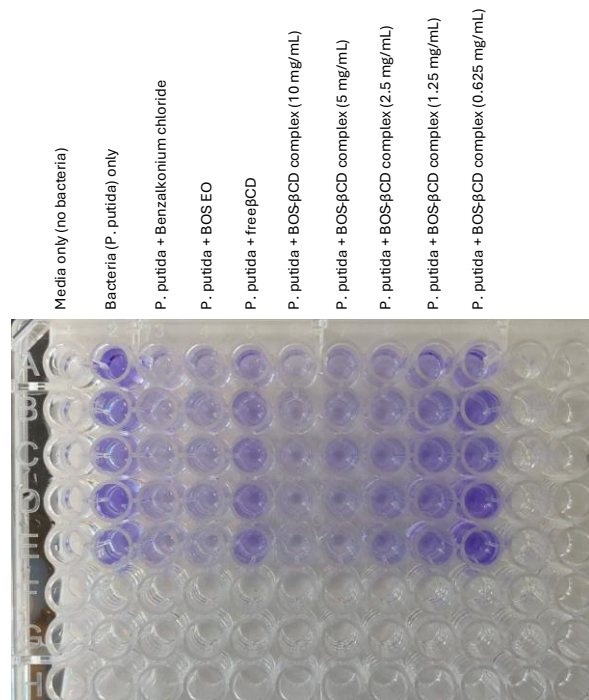 Media only (no bacteria)
Bacteria (P. putida) only
P. putida + Benzalkonium chloride
P. putida + BOS EO
P. putida + freeβCD
P. putida + BOS-βCD complex (10 mg/mL)
P. putida + BOS-βCD complex (5 mg/mL)
P. putida + BOS-βCD complex (2.5 mg/mL)
P. putida + BOS-βCD complex (1.25 mg/mL)
P. putida + BOS-βCD complex (0.625 mg/mL)
A
B
C
D
E
F
G
H